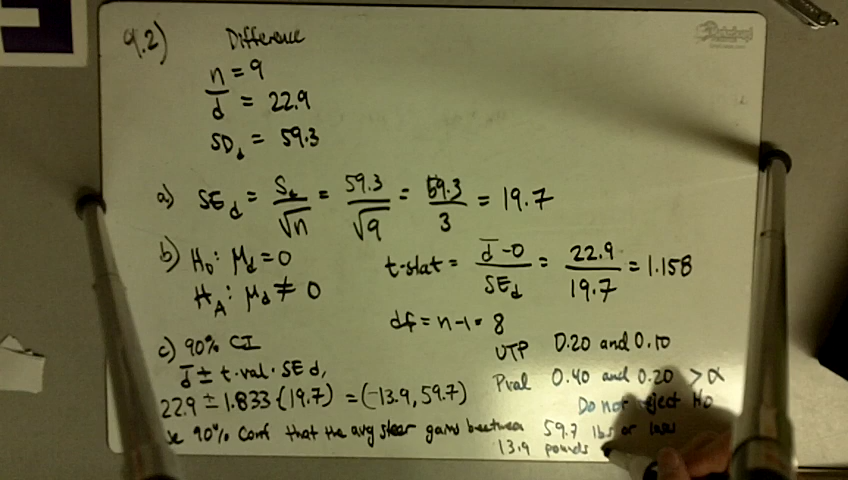 9.2) Difference
n = 9
d̅ = 22.9
SD_d = 59.3
a) SE_d = S_d/√n = 59.3/√9 = 59.3/3 = 19.7
b) H₀: μ_d = 0
H_A: μ_d ≠ 0
t-stat = (d̅ - 0)/SE_d = 22.9/19.7 = 1.158
df = n-1 = 8
UTP 0.20 and 0.10
Pval 0.40 and 0.20 > α
Do not reject H₀
c) 90% CI
d̅ ± t-val · SE_d,
22.9 ± 1.833 (19.7) = (-13.9, 59.7)
90% conf that the avg steer gains between 59.7 lbs or
13.9 pounds